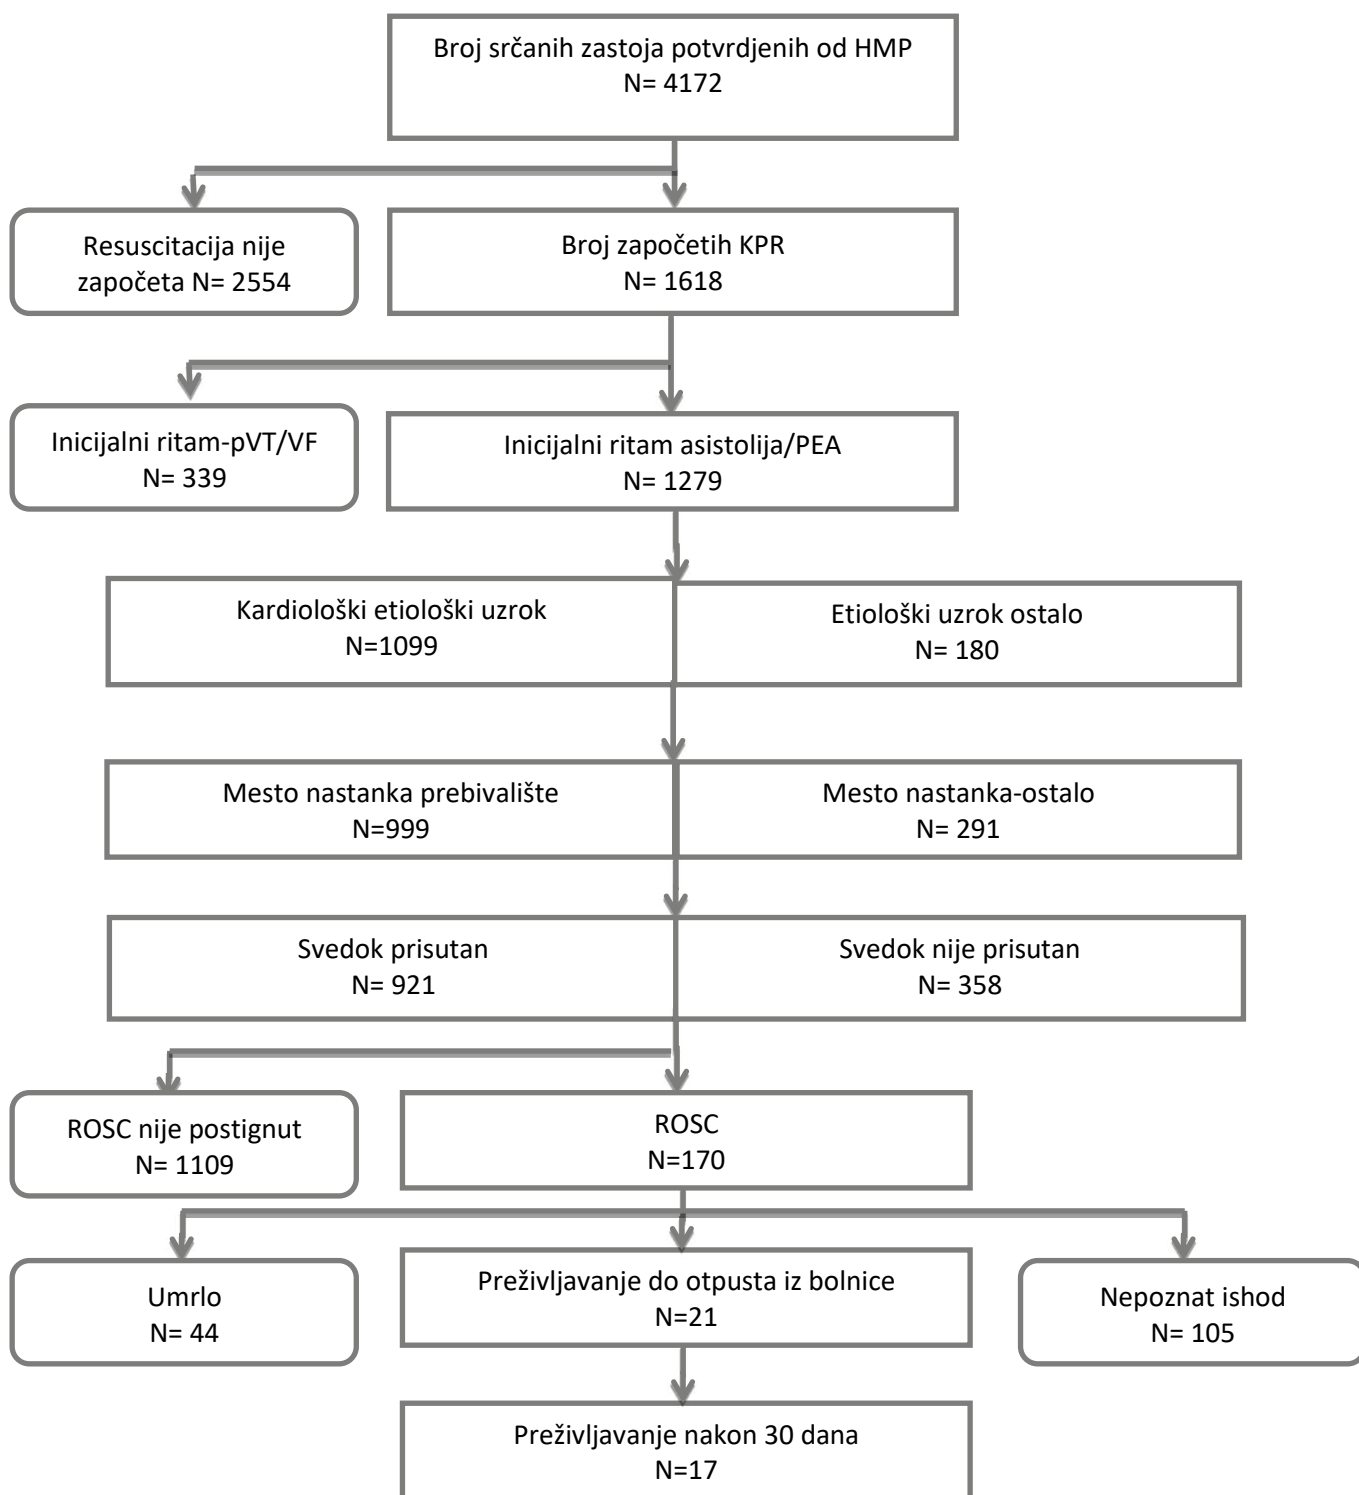 Broj srčanih zastoja potvrdjenih od HMP
N= 4172
Resuscitacija nije
započeta N= 2554
Broj započetih KPR
N= 1618
Inicijalni ritam-pVT/VF
N= 339
Inicijalni ritam asistolija/PEA
N= 1279
Kardiološki etiološki uzrok
N=1099
Etiološki uzrok ostalo
N= 180
Mesto nastanka prebivalište
N=999
Mesto nastanka-ostalo
N= 291
Svedok prisutan
N= 921
Svedok nije prisutan
N= 358
ROSC nije postignut
N= 1109
ROSC
N=170
Umrlo
N= 44
Preživljavanje do otpusta iz bolnice
N=21
Nepoznat ishod
N= 105
Preživljavanje nakon 30 dana
N=17